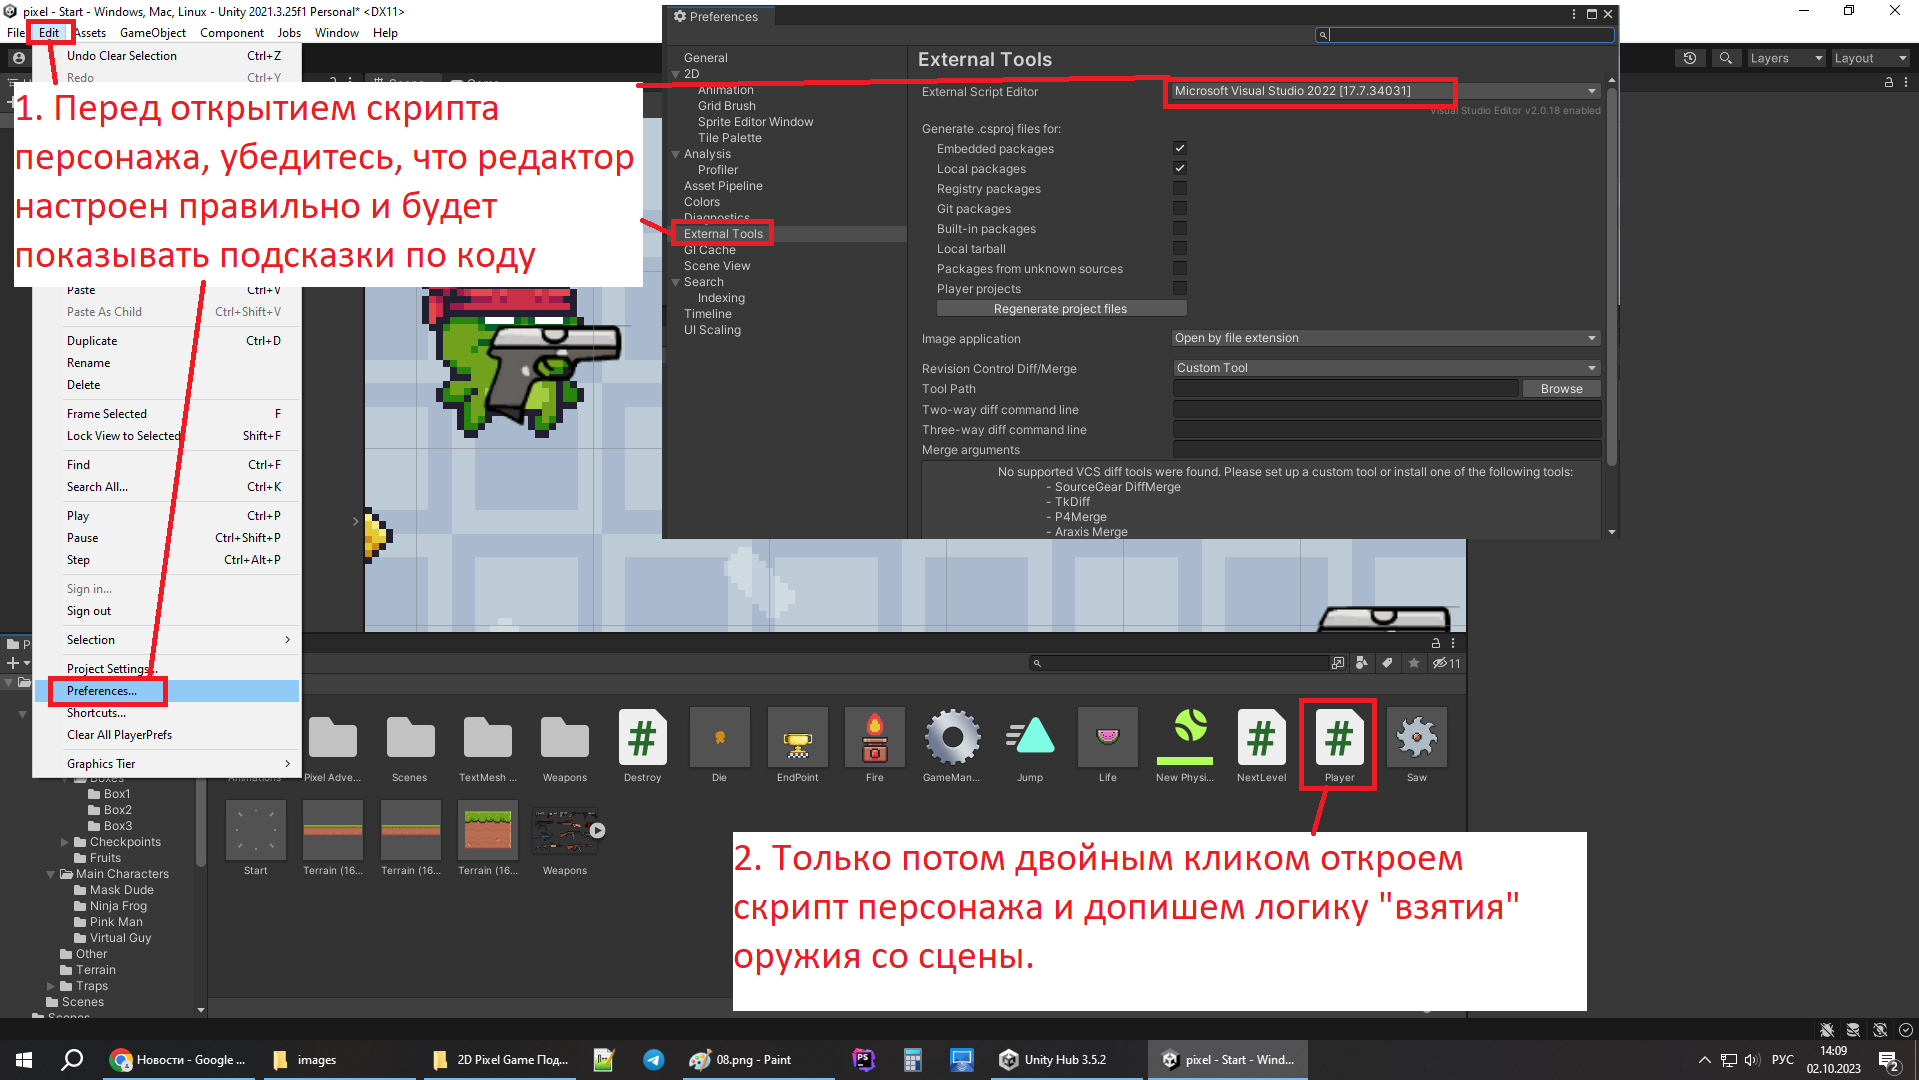 pixel - Start - Windows, Mac, Linux - Unity 2021.3.25f1 Personal* <DX11>
File Edit Assets GameObject Component Jobs Window Help
Undo Clear Selection Ctrl+Z
Redo Ctrl+Y
1. Перед открытием скрипта
персонажа, убедитесь, что редактор
настроен правильно и будет
показывать подсказки по коду
Paste Ctrl+V
Paste As Child Ctrl+Shift+V
Duplicate Ctrl+D
Rename
Delete
Frame Selected F
Lock View to Selected Shift+F
Find Ctrl+F
Search All... Ctrl+K
Play Ctrl+P
Pause Ctrl+Shift+P
Step Ctrl+Alt+P
Sign in...
Sign out
Selection
Project Settings...
Preferences...
Shortcuts...
Clear All PlayerPrefs
Graphics Tier
Preferences
General
2D
Animation
Grid Brush
Sprite Editor Window
Tile Palette
Analysis
Profiler
Asset Pipeline
Colors
Diagnostics
External Tools
GI Cache
Scene View
Search
Indexing
Timeline
UI Scaling
External Tools
External Script Editor Microsoft Visual Studio 2022 [17.7.34031]
Visual Studio Editor v2.0.18 enabled
Generate .csproj files for:
Embedded packages
Local packages
Registry packages
Git packages
Built-in packages
Local tarball
Packages from unknown sources
Player projects
Regenerate project files
Image application Open by file extension
Revision Control Diff/Merge Custom Tool
Tool Path Browse
Two-way diff command line
Three-way diff command line
Merge arguments
No supported VCS diff tools were found. Please set up a custom tool or install one of the following tools:
- SourceGear DiffMerge
- TkDiff
- P4Merge
- Araxis Merge
Layers Layout
11
Animations Pixel Adve... Scenes TextMesh ... Weapons Destroy Die EndPoint Fire GameMan... Jump Life New Physi... NextLevel Player Saw
Start Terrain (16... Terrain (16... Terrain (16... Weapons
Boxes
Box1
Box2
Box3
Checkpoints
Fruits
Main Characters
Mask Dude
Ninja Frog
Pink Man
Virtual Guy
Other
Terrain
Traps
Scenes
Scenes
2. Только потом двойным кликом откроем
скрипт персонажа и допишем логику "взятия"
оружия со сцены.
Новости - Google ... images 2D Pixel Game Под... 08.png - Paint PS Unity Hub 3.5.2 pixel - Start - Wind... РУС 14:09
02.10.2023 2